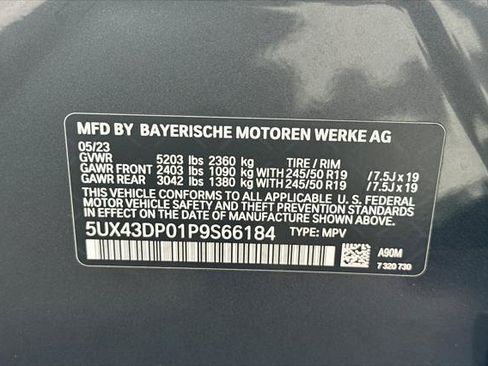 MFD BY BAYERISCHE MOTOREN WERKE AG
05/23
GVWR 5203 lbs 2360 kg TIRE / RIM
GAWR FRONT 2403 lbs 1090 kg WITH 245/50 R19 / 7.5J x 19
GAWR REAR 3042 lbs 1380 kg WITH 245/50 R19 / 7.5J x 19
THIS VEHICLE CONFORMS TO ALL APPLICABLE U. S. FEDERAL
MOTOR VEHICLE SAFETY STANDARDS IN EFFECT ON THE
DATE OF MANUFACTURE SHOWN ABOVE.
5UX43DP01P9S66184 TYPE: MPV
A90M
7 320 730